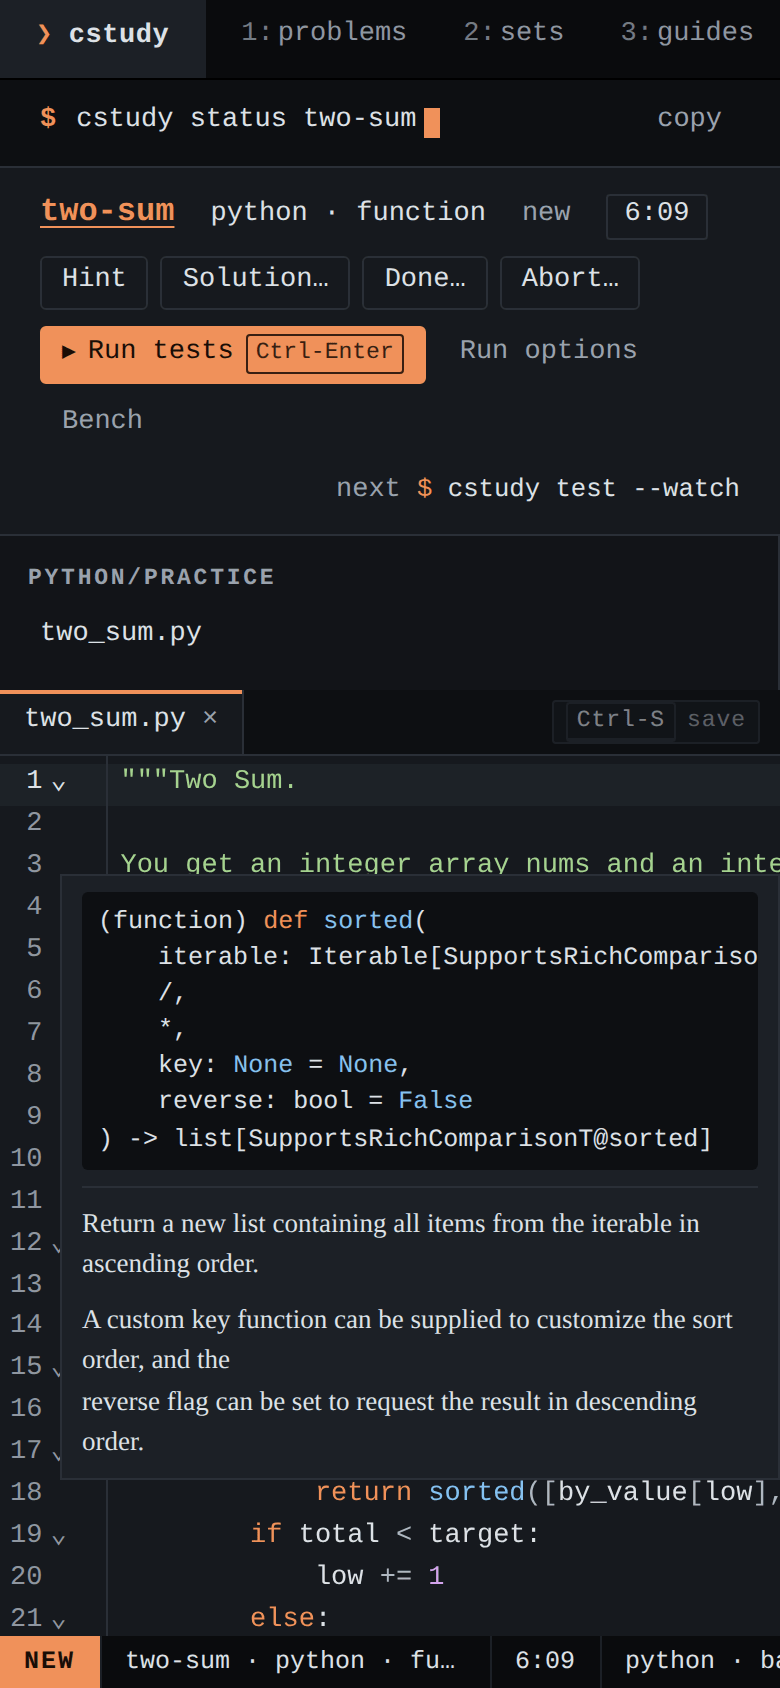 ❯ cstudy 1:problems 2:sets 3:guides
$ cstudy status two-sum copy
two-sum python · function new 6:09
Hint Solution… Done… Abort…
▶ Run tests Ctrl-Enter Run options
Bench
next $ cstudy test --watch
PYTHON/PRACTICE
two_sum.py
two_sum.py × Ctrl-S save
1 """Two Sum.
2
3 You get an integer array nums and an inte
4
(function) def sorted(
5
iterable: Iterable[SupportsRichCompariso
6
/,
7
*,
8
key: None = None,
9
reverse: bool = False
10
) -> list[SupportsRichComparisonT@sorted]
11
12
Return a new list containing all items from the iterable in
13
ascending order.
14
A custom key function can be supplied to customize the sort
15
order, and the
16
reverse flag can be set to request the result in descending
17
order.
18 return sorted([by_value[low],
19 if total < target:
20 low += 1
21 else:
NEW two-sum · python · fu… 6:09 python · ba